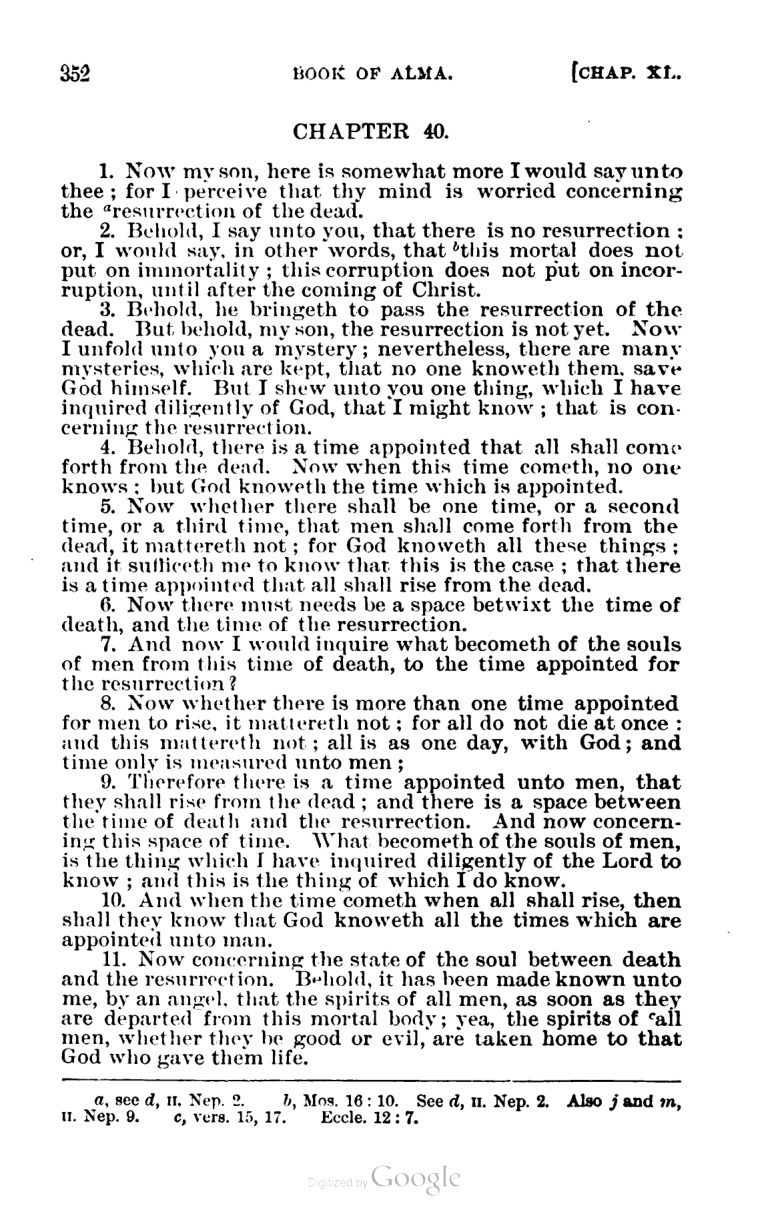 352 BOOK OF ALMA. [CHAP. XL.
CHAPTER 40.
1. Now my son, here is somewhat more I would say unto
thee; for I perceive that thy mind is worried concerning
the ᵃresurrection of the dead.
2. Behold, I say unto you, that there is no resurrection;
or, I would say, in other words, that ᵇthis mortal does not
put on immortality; this corruption does not put on incor-
ruption, until after the coming of Christ.
3. Behold, he bringeth to pass the resurrection of the
dead. But behold, my son, the resurrection is not yet. Now
I unfold unto you a mystery; nevertheless, there are many
mysteries, which are kept, that no one knoweth them, save
God himself. But I shew unto you one thing, which I have
inquired diligently of God, that I might know; that is con-
cerning the resurrection.
4. Behold, there is a time appointed that all shall come
forth from the dead. Now when this time cometh, no one
knows; but God knoweth the time which is appointed.
5. Now whether there shall be one time, or a second
time, or a third time, that men shall come forth from the
dead, it mattereth not; for God knoweth all these things;
and it sufficeth me to know that this is the case; that there
is a time appointed that all shall rise from the dead.
6. Now there must needs be a space betwixt the time of
death, and the time of the resurrection.
7. And now I would inquire what becometh of the souls
of men from this time of death, to the time appointed for
the resurrection?
8. Now whether there is more than one time appointed
for men to rise, it mattereth not; for all do not die at once:
and this mattereth not; all is as one day, with God; and
time only is measured unto men;
9. Therefore there is a time appointed unto men, that
they shall rise from the dead; and there is a space between
the time of death and the resurrection. And now concern-
ing this space of time. What becometh of the souls of men,
is the thing which I have inquired diligently of the Lord to
know; and this is the thing of which I do know.
10. And when the time cometh when all shall rise, then
shall they know that God knoweth all the times which are
appointed unto man.
11. Now concerning the state of the soul between death
and the resurrection. Behold, it has been made known unto
me, by an angel, that the spirits of all men, as soon as they
are departed from this mortal body; yea, the spirits of ᶜall
men, whether they be good or evil, are taken home to that
God who gave them life.
a, see d, II. Nep. 2. b, Mos. 16:10. See d, II. Nep. 2. Also j and m,
II. Nep. 9. c, vers. 15, 17. Eccle. 12:7.
Digitized by Google